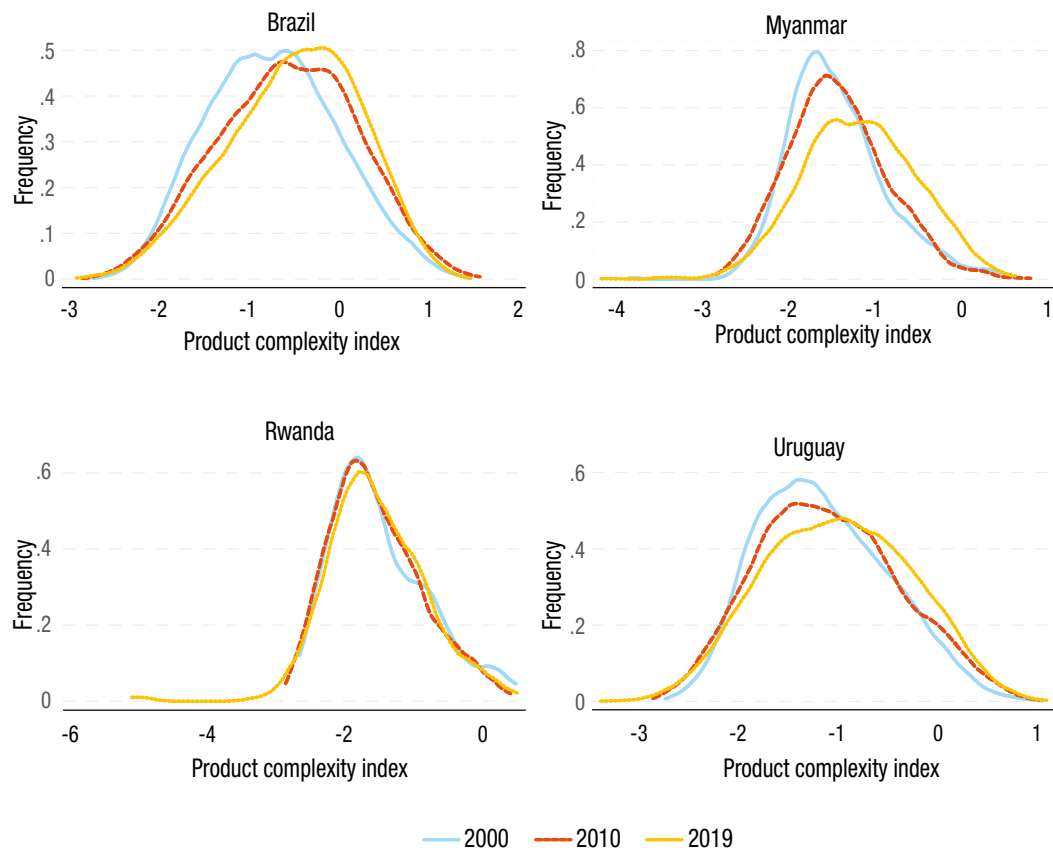 Brazil
.5
.4
.3
.2
.1
0
Frequency
-3 -2 -1 0 1 2
Product complexity index
Myanmar
.8
.6
.4
.2
0
Frequency
-4 -3 -2 -1 0 1
Product complexity index
Rwanda
.6
.4
.2
0
Frequency
-6 -4 -2 0
Product complexity index
Uruguay
.6
.4
.2
0
Frequency
-3 -2 -1 0 1
Product complexity index
2000 2010 2019